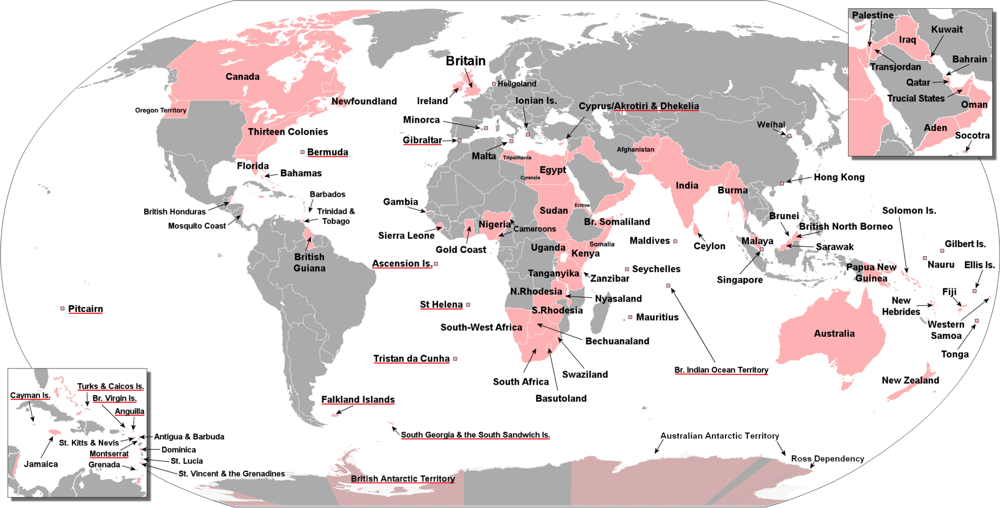 Palestine
Kuwait
Iraq
Bahrain
Transjordan
Qatar
Trucial States
Oman
Aden
Socotra
Britain
Canada
Heligoland
Ireland
Newfoundland
Ionian Is.
Cyprus/Akrotiri & Dhekelia
Oregon Territory
Minorca
Weihai
Thirteen Colonies
Gibraltar
Bermuda
Malta
Tripolitania
Afghanistan
Florida
Egypt
Bahamas
Cyrencia
Hong Kong
India
Burma
Barbados
Gambia
Eritrea
British Honduras
Trinidad &
Tobago
Sudan
Solomon Is.
Brunei
Mosquito Coast
Nigeria
Br. Somaliland
British North Borneo
Cameroons
Sierra Leone
Maldives
Malaya
Gilbert Is.
Somalia
Ceylon
Sarawak
Gold Coast
Uganda
Kenya
British
Guiana
Ascension Is.
Nauru
Ellis Is.
Seychelles
Papua New
Guinea
Tanganyika
Zanzibar
Singapore
N.Rhodesia
Fiji
Nyasaland
New
Hebrides
St Helena
Pitcairn
S.Rhodesia
Mauritius
South-West Africa
Western
Samoa
Australia
Bechuanaland
Tonga
Tristan da Cunha
Br. Indian Ocean Territory
Swaziland
South Africa
New Zealand
Basutoland
Falkland Islands
South Georgia & the South Sandwich Is.
Australian Antarctic Territory
Ross Dependency
British Antarctic Territory
Turks & Caicos Is.
Cayman Is.
Br. Virgin Is.
Anguilla
Antigua & Barbuda
St. Kitts & Nevis
Dominica
Montserrat
St. Lucia
Jamaica
Grenada
St. Vincent & the Grenadines